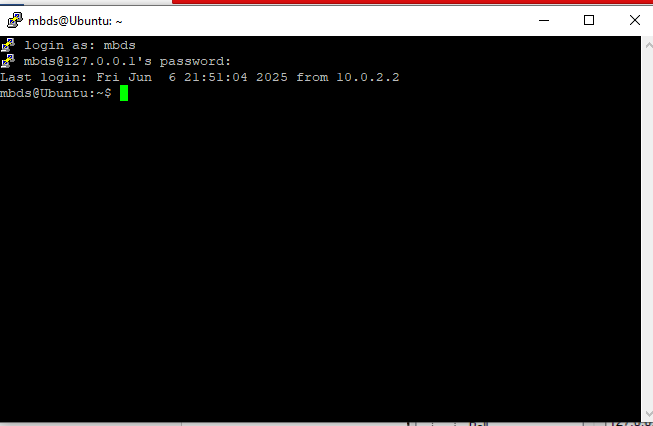 mbds@Ubuntu: ~
login as: mbds
mbds@127.0.0.1's password:
Last login: Fri Jun  6 21:51:04 2025 from 10.0.2.2
mbds@Ubuntu:~$